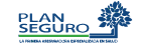 PLAN
SEGURO
LA PRIMERA ASEGURADORA ESPECIALIZADA EN SALUD